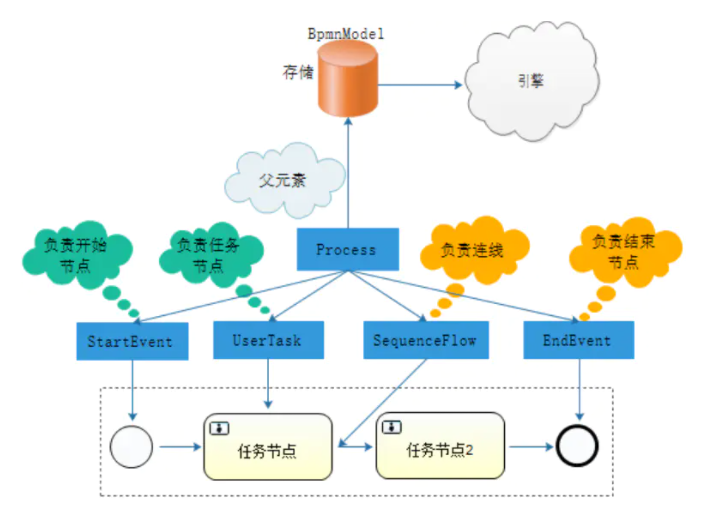 BpmnModel
存储
引擎
父元素
负责开始
节点
负责任务
节点
Process
负责连线
负责结束
节点
StartEvent
UserTask
SequenceFlow
EndEvent
任务节点
任务节点2